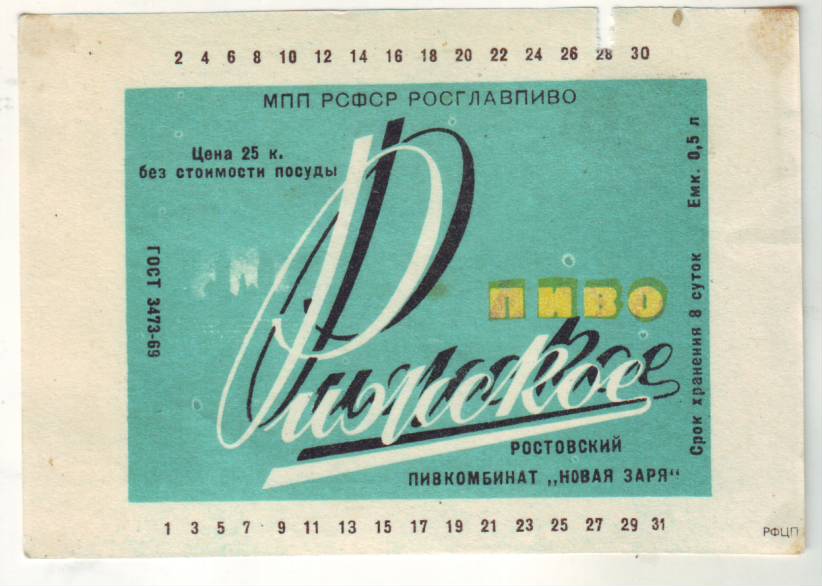 2 4 6 8 10 12 14 16 18 20 22 24 26 28 30
МПП РСФСР РОСГЛАВПИВО
Цена 25 к.
без стоимости посуды
Емк. 0,5 л
ГОСТ 3473-69
Срок хранения 8 суток
ПИВО
Рижское
РОСТОВСКИЙ
ПИВКОМБИНАТ „НОВАЯ ЗАРЯ“
1 3 5 7 9 11 13 15 17 19 21 23 25 27 29 31
РФЦП